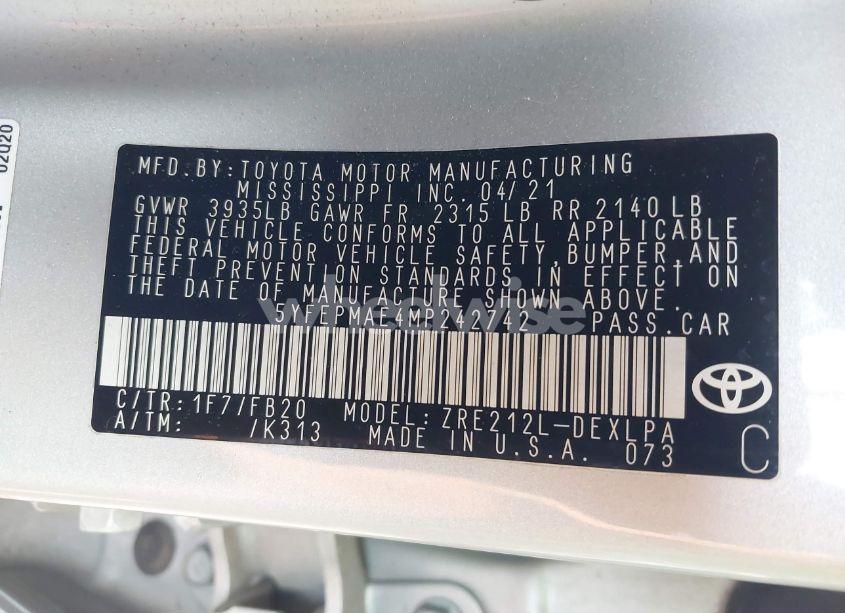 02Q20
MFD.BY:TOYOTA MOTOR MANUFACTURING
MISSISSIPPI INC. 04/21
GVWR 3935LB GAWR FR 2315 LB RR 2140 LB
THIS VEHICLE CONFORMS TO ALL APPLICABLE
FEDERAL MOTOR VEHICLE SAFETY,BUMPER,AND
THEFT PREVENTION STANDARDS IN EFFECT ON
THE DATE OF MANUFACTURE SHOWN ABOVE.
5YFEPMAE4MP242742 PASS.CAR
C/TR:1F7/FB20 MODEL:ZRE212L-DEXLPA
A/TM: /K313 MADE IN U.S.A. 073
C